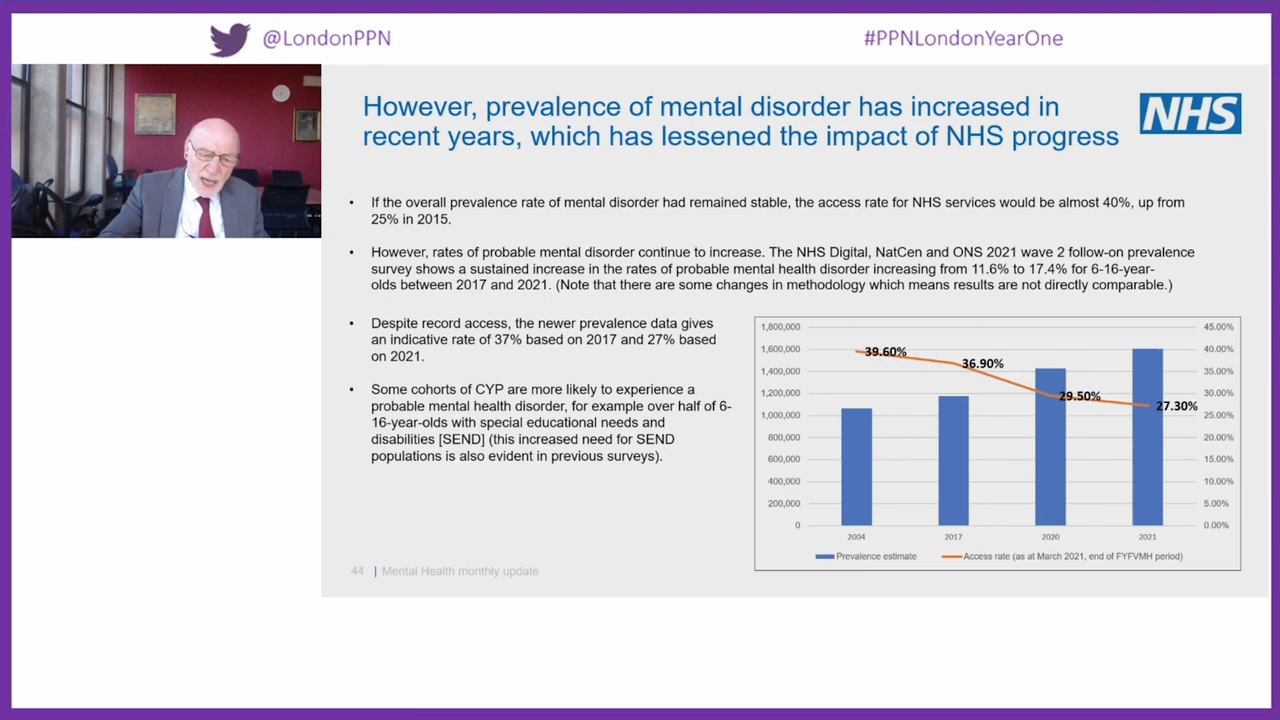 @LondonPPN
#PPNLondonYearOne
However, prevalence of mental disorder has increased in
recent years, which has lessened the impact of NHS progress
NHS
• If the overall prevalence rate of mental disorder had remained stable, the access rate for NHS services would be almost 40%, up from
25% in 2015.
• However, rates of probable mental disorder continue to increase. The NHS Digital, NatCen and ONS 2021 wave 2 follow-on prevalence
survey shows a sustained increase in the rates of probable mental health disorder increasing from 11.6% to 17.4% for 6-16-year-
olds between 2017 and 2021. (Note that there are some changes in methodology which means results are not directly comparable.)
• Despite record access, the newer prevalence data gives
an indicative rate of 37% based on 2017 and 27% based
on 2021.
• Some cohorts of CYP are more likely to experience a
probable mental health disorder, for example over half of 6-
16-year-olds with special educational needs and
disabilities [SEND] (this increased need for SEND
populations is also evident in previous surveys).
1,800,000
1,600,000
1,400,000
1,200,000
1,000,000
800,000
600,000
400,000
200,000
0
45.00%
40.00%
35.00%
30.00%
25.00%
20.00%
15.00%
10.00%
5.00%
0.00%
39.60%
36.90%
29.50%
27.30%
2004 2017 2020 2021
Prevalence estimate
Access rate (as at March 2021, end of FYFVMH period)
44 | Mental Health monthly update